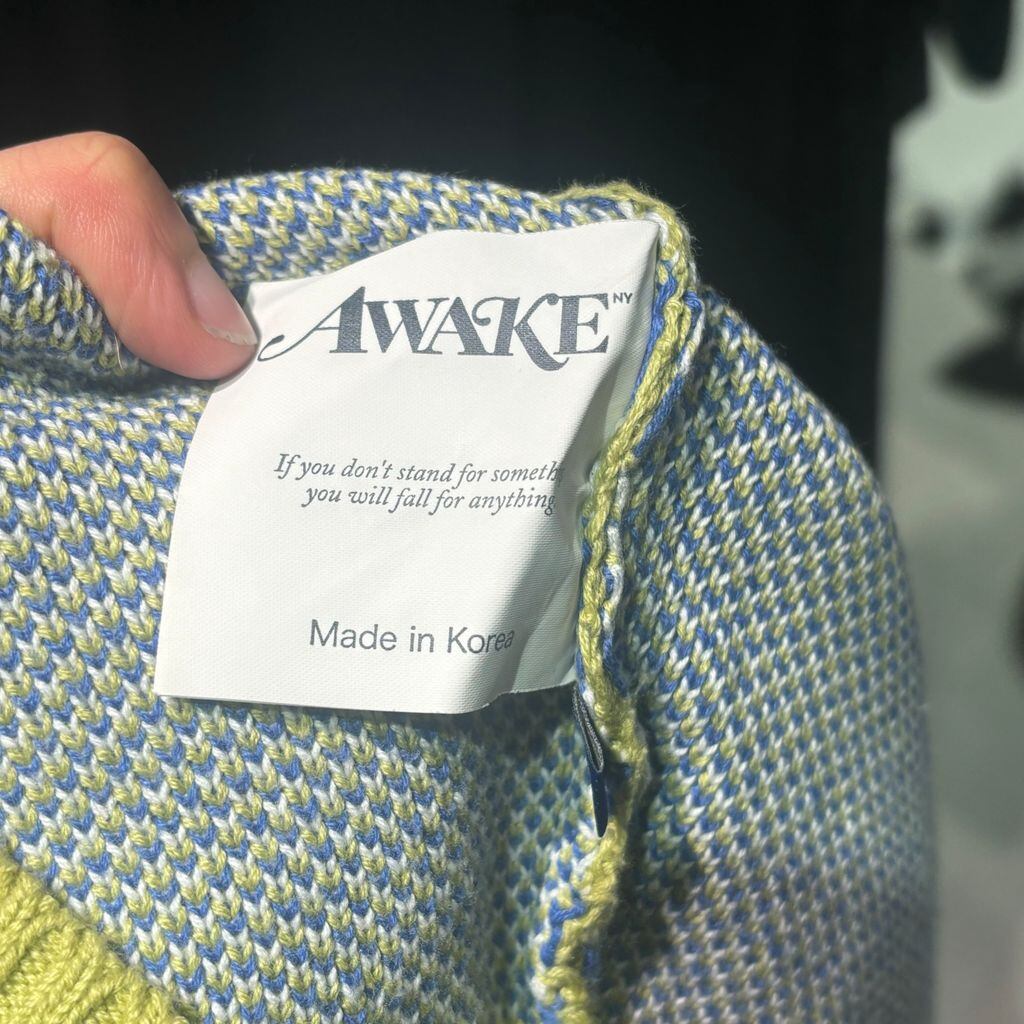 AWAKE NY
If you don't stand for someth
you will fall for anything
Made in Korea